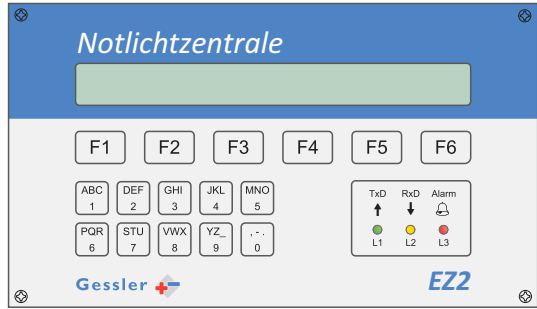 Notlichtzentrale
F1 F2 F3 F4 F5 F6
ABC DEF GHI JKL MNO
1 2 3 4 5
TxD RxD Alarm
PQR STU VWX YZ_ , - .
6 7 8 9 0
L1 L2 L3
Gessler
EZ2